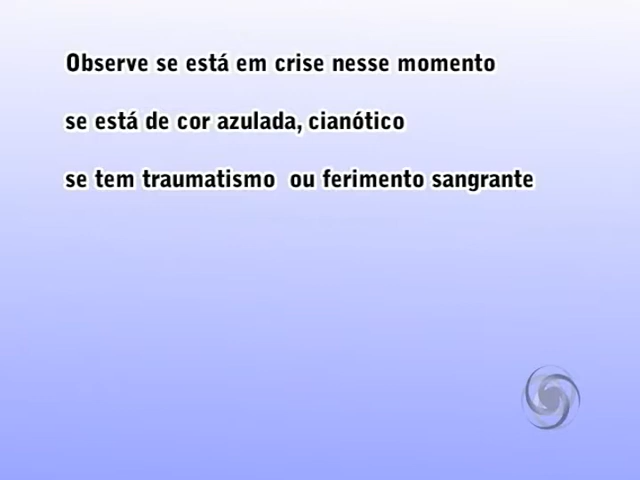 Observe se está em crise nesse momento
se está de cor azulada, cianótico
se tem traumatismo ou ferimento sangrante